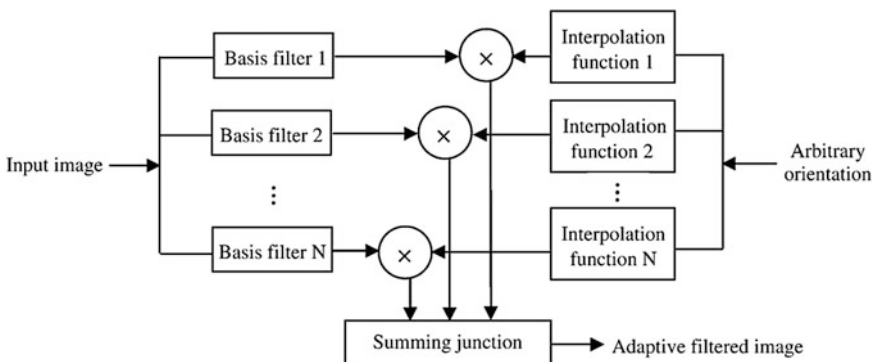 Basis filter 1
×
Interpolation
function 1
Basis filter 2
×
Interpolation
function 2
Input image
Arbitrary
orientation
Basis filter N
×
Interpolation
function N
Summing junction
Adaptive filtered image